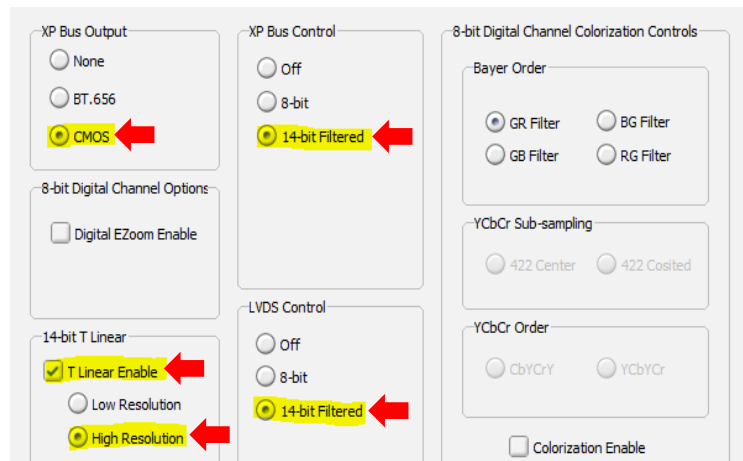 XP Bus Output
None
BT.656
CMOS
8-bit Digital Channel Options
Digital EZoom Enable
14-bit T Linear
T Linear Enable
Low Resolution
High Resolution
XP Bus Control
Off
8-bit
14-bit Filtered
LVDS Control
Off
8-bit
14-bit Filtered
8-bit Digital Channel Colorization Controls
Bayer Order
GR Filter BG Filter
GB Filter RG Filter
YCbCr Sub-sampling
422 Center 422 Cosited
YCbCr Order
CbYCrY YCbYCr
Colorization Enable